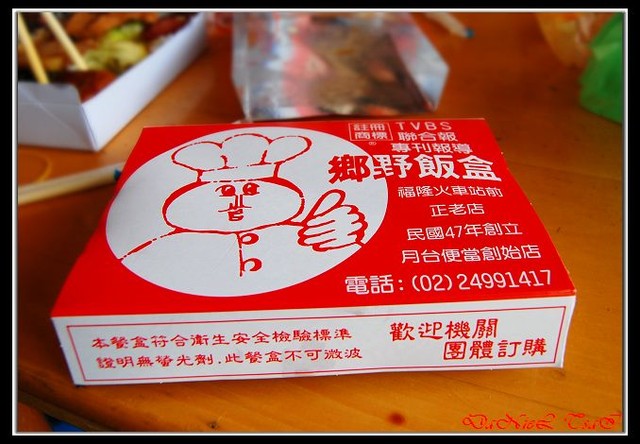 註冊商標®
TVBS
聯合報
專刊報導
鄉野飯盒
福隆火車站前
正老店
民國47年創立
月台便當創始店
電話:(02)24991417
本餐盒符合衛生安全檢驗標準
證明無螢光劑.此餐盒不可微波
歡迎機關
團體訂購
DaNieL TsaI